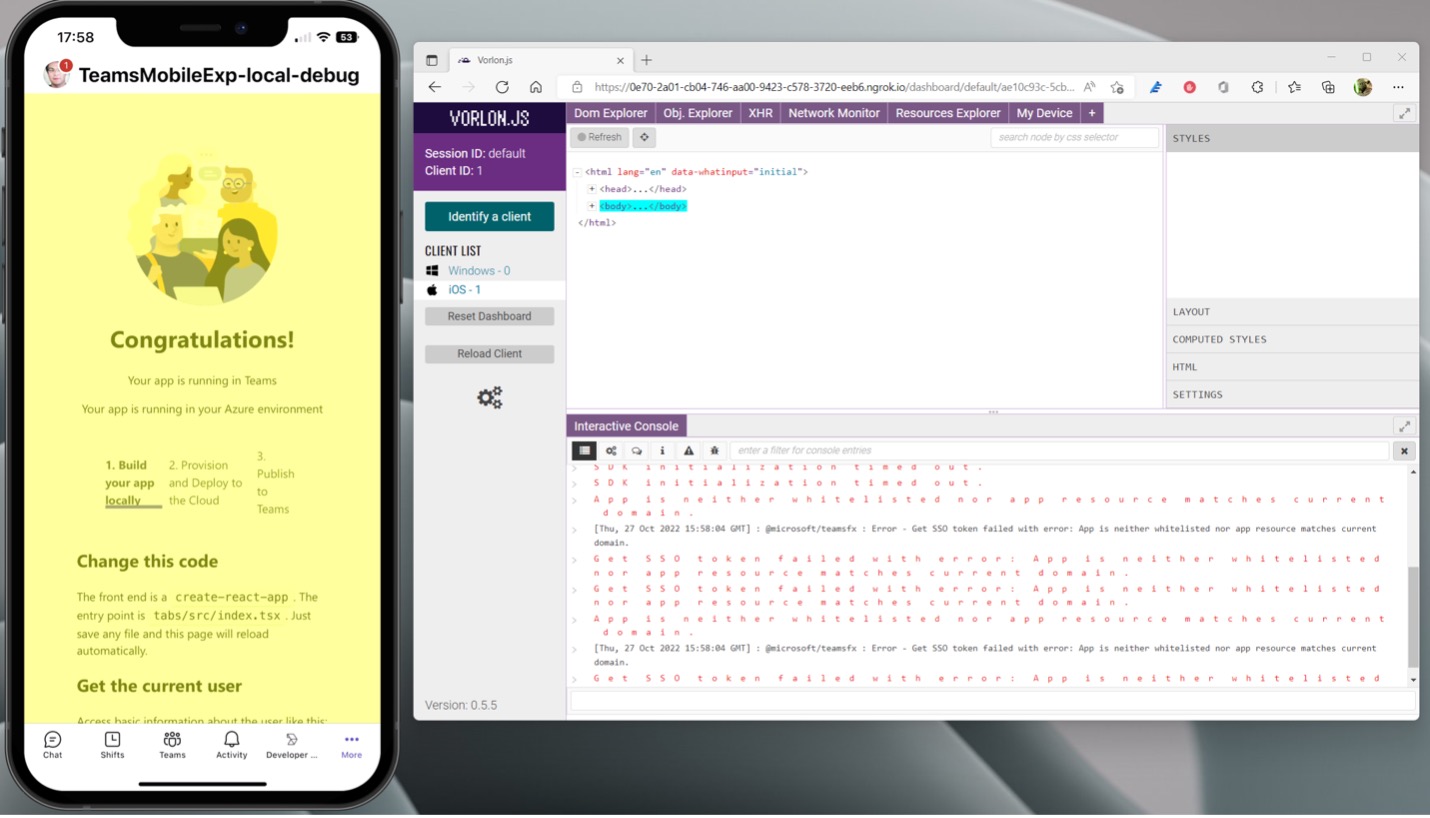 17:58
53
1
TeamsMobileExp-local-debug
Congratulations!
Your app is running in Teams
Your app is running in your Azure environment
1. Build
your app
locally
2. Provision
and Deploy to
the Cloud
3.
Publish
to
Teams
Change this code
The front end is a create-react-app . The
entry point is tabs/src/index.tsx . Just
save any file and this page will reload
automatically.
Get the current user
Access basic information about the user like this:
Chat
Shifts
Teams
Activity
Developer ...
More
Vorlon.js
https://0e70-2a01-cb04-746-aa00-9423-c578-3720-eeb6.ngrok.io/dashboard/default/ae10c93c-5cb...
VORLON.JS
Session ID: default
Client ID: 1
Identify a client
CLIENT LIST
Windows - 0
iOS - 1
Reset Dashboard
Reload Client
Version: 0.5.5
Dom Explorer Obj. Explorer XHR Network Monitor Resources Explorer My Device +
Refresh
search node by css selector
<html lang="en" data-whatinput="initial">
<head>...</head>
<body>...</body>
</html>
STYLES
LAYOUT
COMPUTED STYLES
HTML
SETTINGS
Interactive Console
enter a filter for console entries
SDK initialization timed out.
SDK initialization timed out.
App is neither whitelisted nor app resource matches current
domain.
[Thu, 27 Oct 2022 15:58:04 GMT] : @microsoft/teamsfx : Error - Get SSO token failed with error: App is neither whitelisted nor app resource matches current
domain.
Get SSO token failed with error: App is neither whitelisted
nor app resource matches current domain.
Get SSO token failed with error: App is neither whitelisted
nor app resource matches current domain.
App is neither whitelisted nor app resource matches current
domain.
[Thu, 27 Oct 2022 15:58:04 GMT] : @microsoft/teamsfx : Error - Get SSO token failed with error: App is neither whitelisted nor app resource matches current
domain.
Get SSO token failed with error: App is neither whitelisted